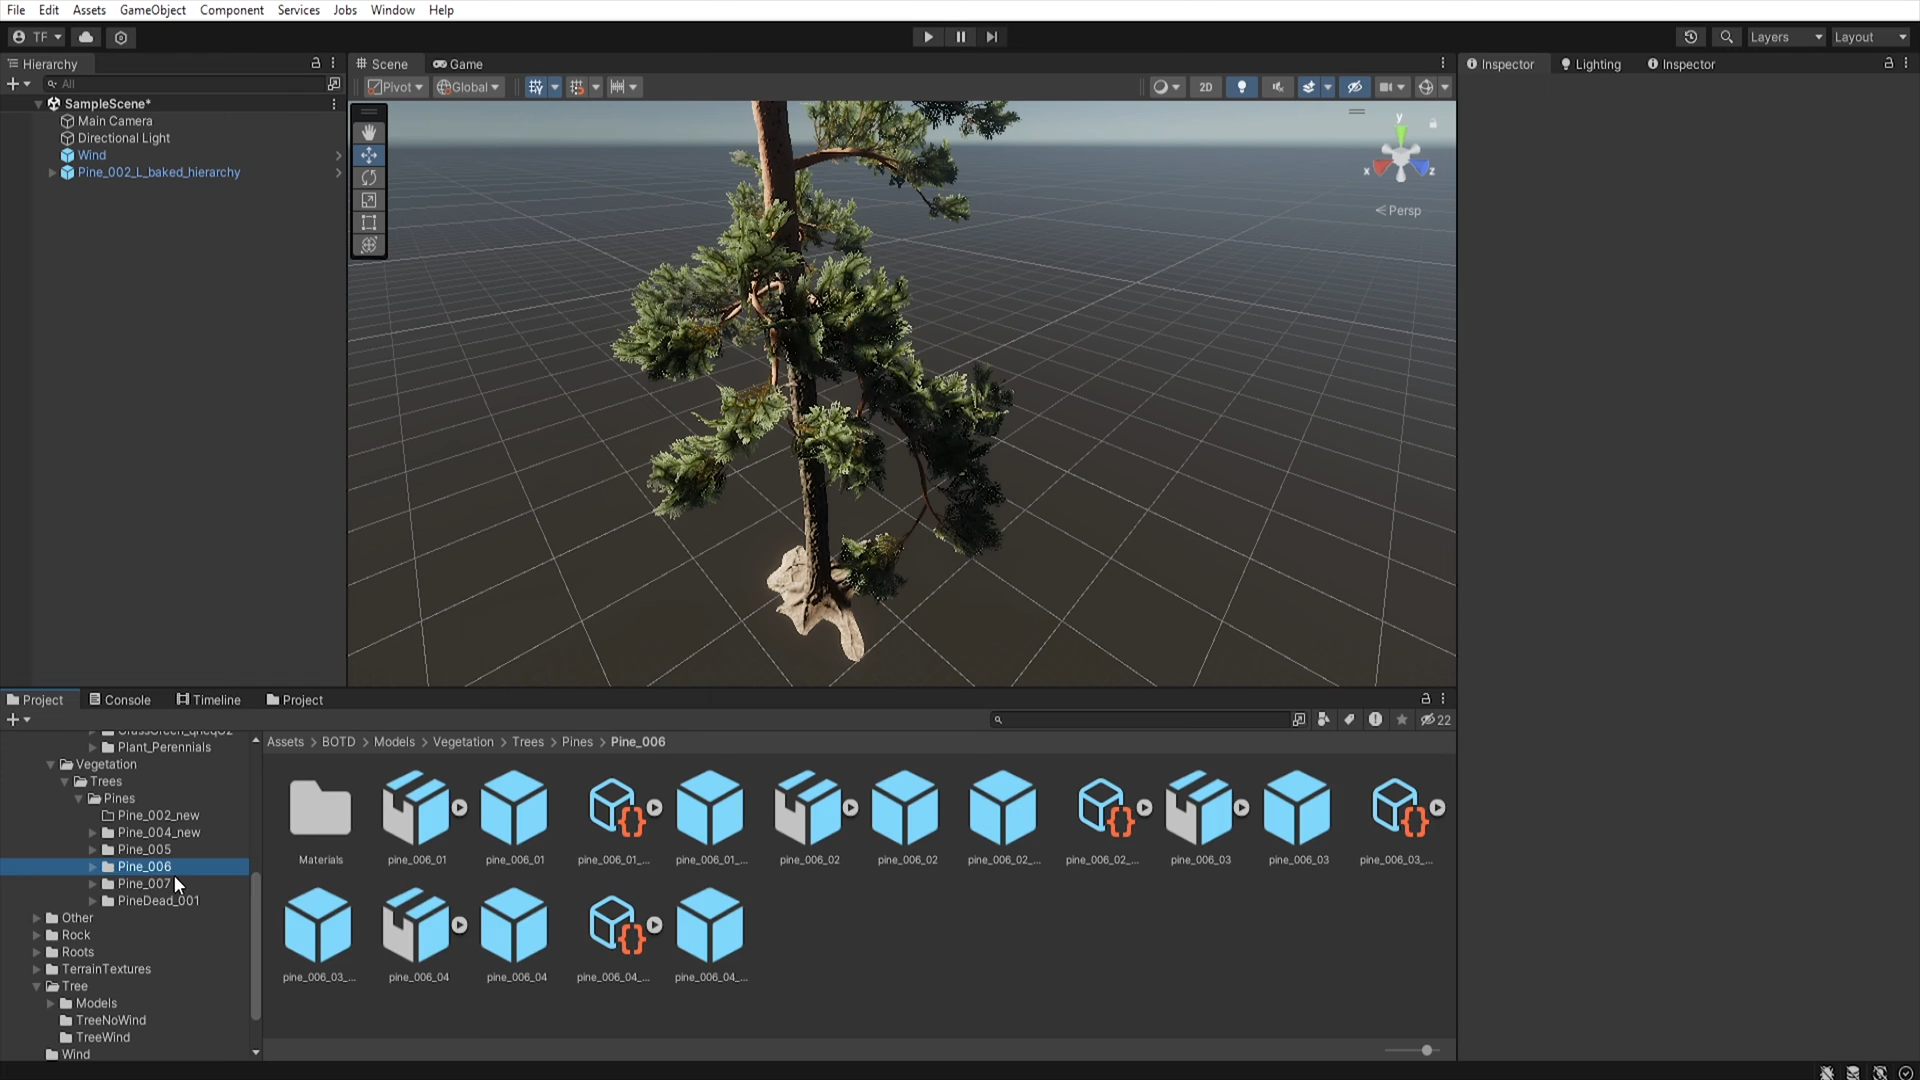 File Edit Assets GameObject Component Services Jobs Window Help
TF Layers Layout
Hierarchy Scene Game Inspector Lighting Inspector
All Pivot Global 2D
SampleScene*
Main Camera
Directional Light
Wind
Pine_002_L_baked_hierarchy
y
x z
Persp
Project Console Timeline Project
22
Assets > BOTD > Models > Vegetation > Trees > Pines > Pine_006
Plant_Perennials
Vegetation
Trees
Pines
Pine_002_new
Pine_004_new
Pine_005
Pine_006
Pine_007
PineDead_001
Other
Rock
Roots
TerrainTextures
Tree
Models
TreeNoWind
TreeWind
Wind
Materials pine_006_01 pine_006_01 pine_006_01_... pine_006_01_... pine_006_02 pine_006_02 pine_006_02_... pine_006_02_... pine_006_03 pine_006_03 pine_006_03_...
pine_006_03_... pine_006_04 pine_006_04 pine_006_04_... pine_006_04_...